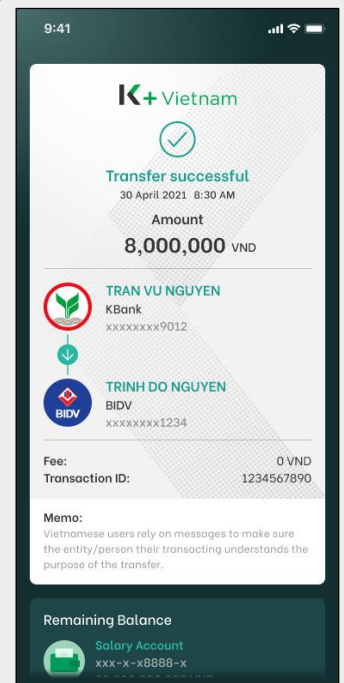 9:41
K+ Vietnam
Transfer successful
30 April 2021 8:30 AM
Amount
8,000,000 VND
TRAN VU NGUYEN
KBank
xxxxxxxx9012
TRINH DO NGUYEN
BIDV
BIDV
xxxxxxxx1234
Fee: 0 VND
Transaction ID: 1234567890
Memo:
Vietnamese users rely on messages to make sure
the entity/person their transacting understands the
purpose of the transfer.
Remaining Balance
Salary Account
xxx-x-x8888-x